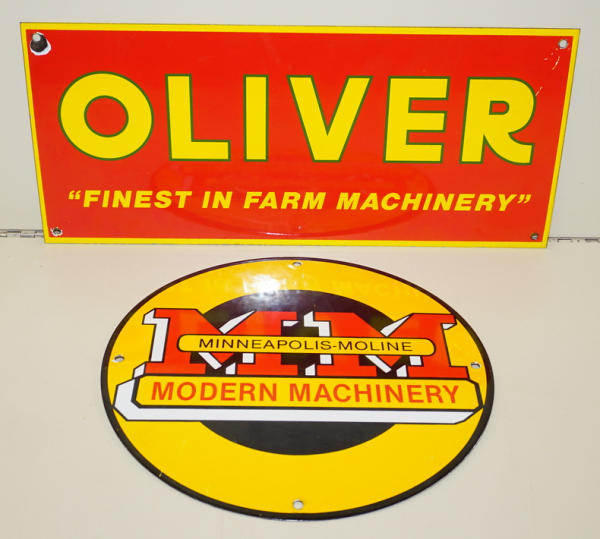 OLIVER
“FINEST IN FARM MACHINERY”
MM
MINNEAPOLIS-MOLINE
MODERN MACHINERY